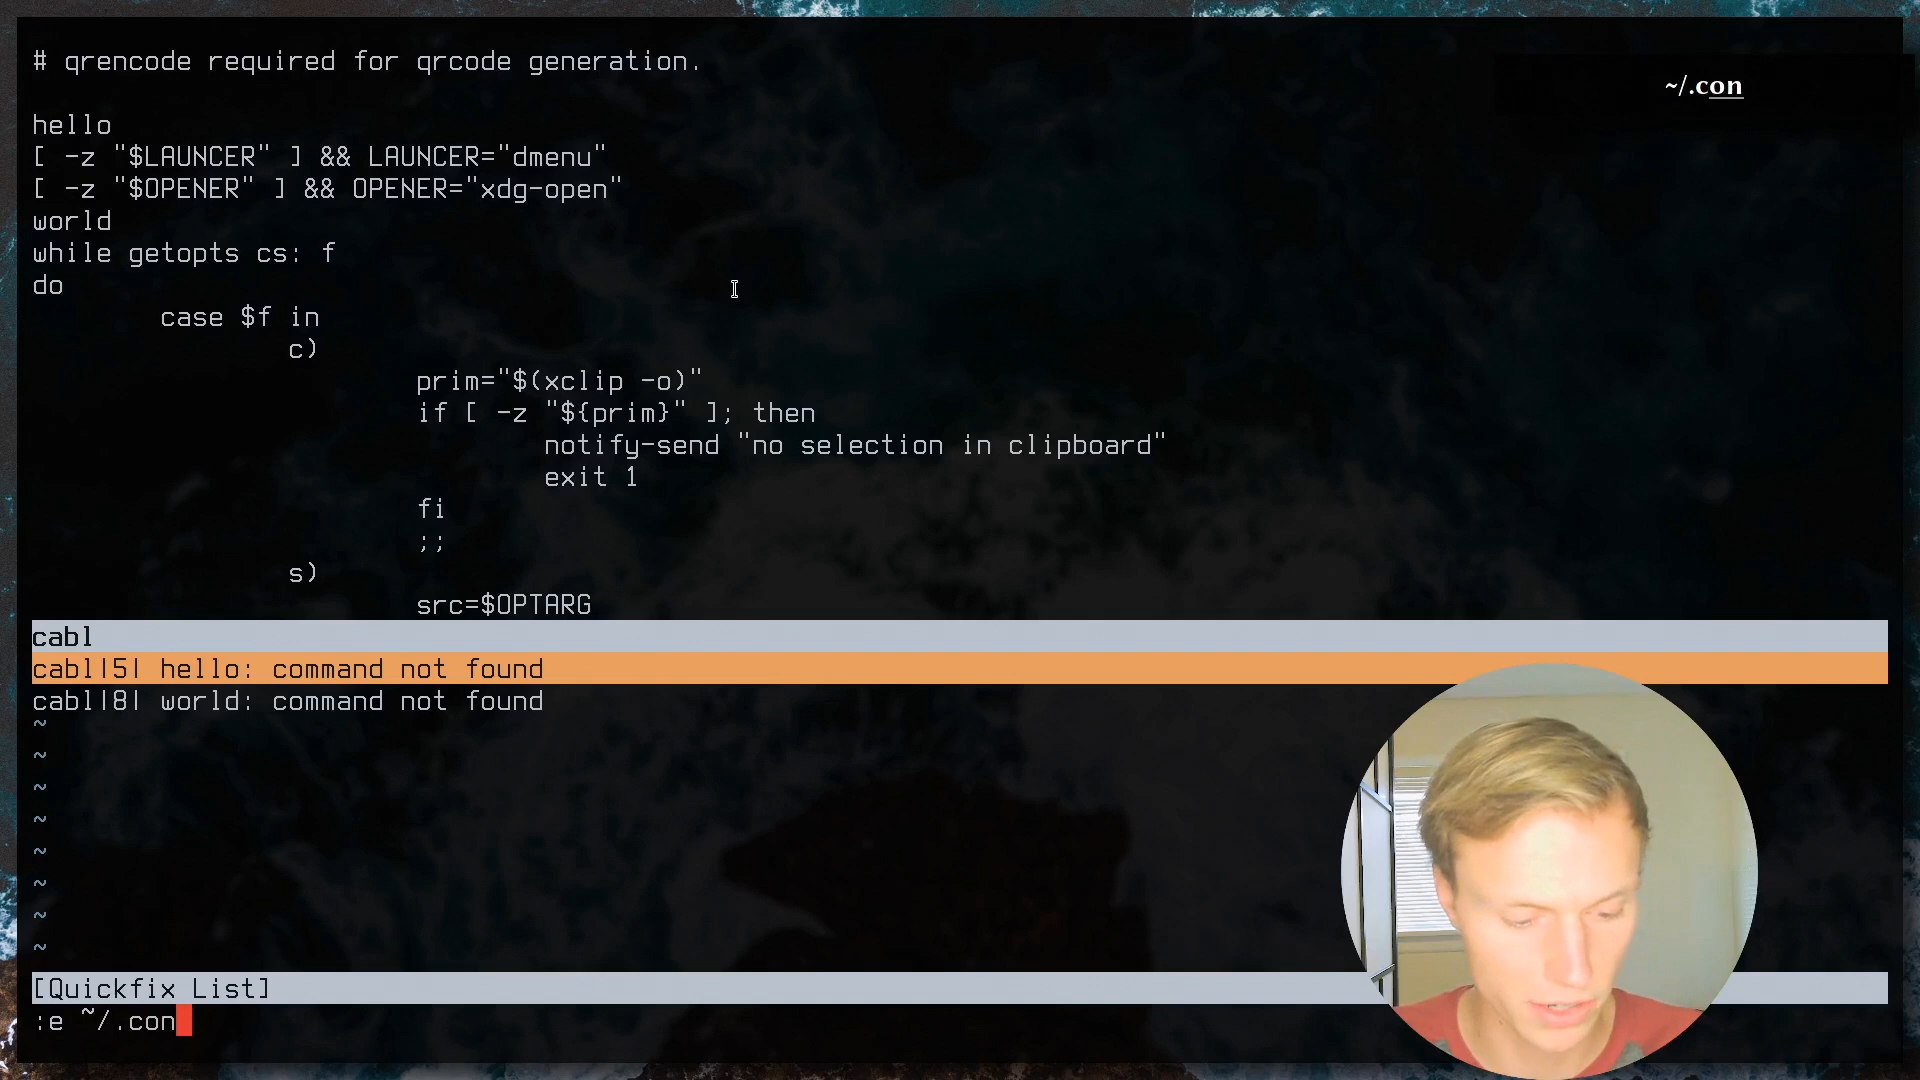 # qrencode required for qrcode generation.
~/.con
hello
[ -z "$LAUNCER" ] && LAUNCER="dmenu"
[ -z "$OPENER" ] && OPENER="xdg-open"
world
while getopts cs: f
do
case $f in
c)
prim="$(xclip -o)"
if [ -z "${prim}" ]; then
notify-send "no selection in clipboard"
exit 1
fi
;;
s)
src=$OPTARG
cabl
cabl|5| hello: command not found
cabl|8| world: command not found
~
~
~
~
~
~
~
~
[Quickfix List]
:e ~/.con